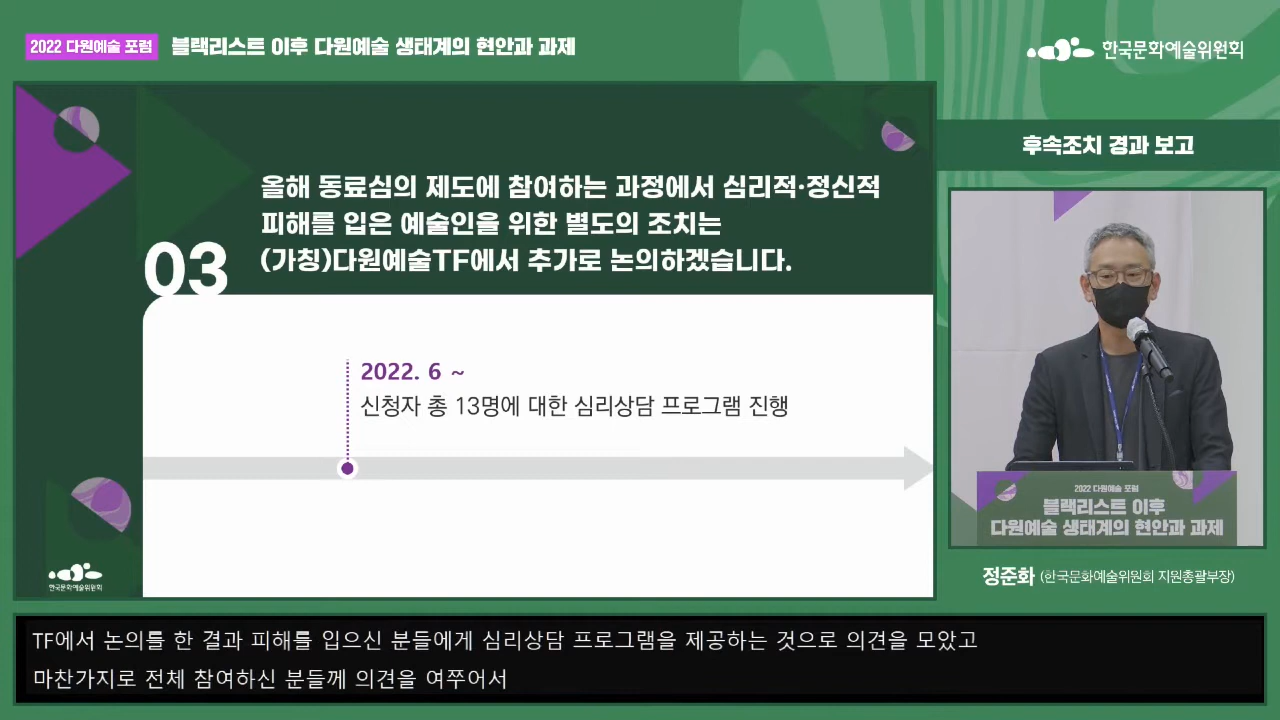 2022 다원예술 포럼 블랙리스트 이후 다원예술 생태계의 현안과 과제
한국문화예술위원회
후속조치 경과 보고
03
올해 동료심의 제도에 참여하는 과정에서 심리적·정신적
피해를 입은 예술인을 위한 별도의 조치는
(가칭)다원예술TF에서 추가로 논의하겠습니다.
2022. 6 ~
신청자 총 13명에 대한 심리상담 프로그램 진행
한국문화예술위원회
2022 다원예술 포럼
블랙리스트 이후
다원예술 생태계의 현안과 과제
정준화 (한국문화예술위원회 지원총괄부장)
TF에서 논의를 한 결과 피해를 입으신 분들에게 심리상담 프로그램을 제공하는 것으로 의견을 모았고
마찬가지로 전체 참여하신 분들께 의견을 여쭈어서